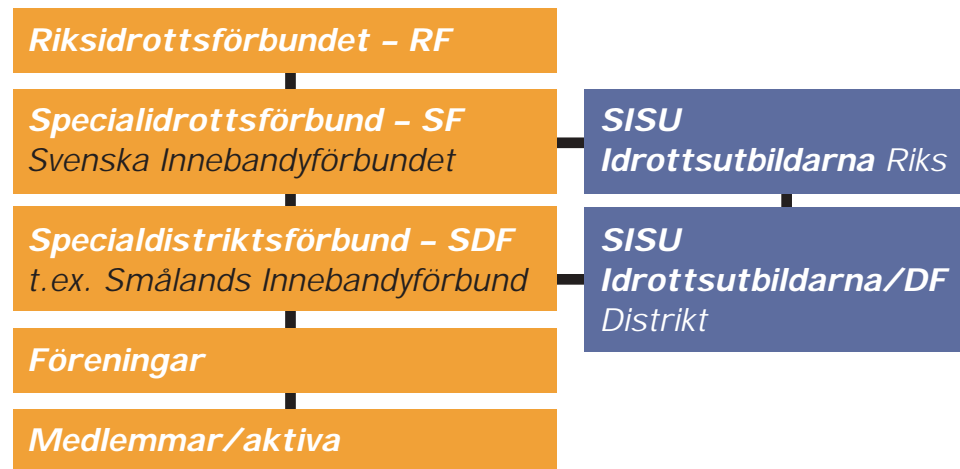 Riksidrottsförbundet – RF
Specialidrottsförbund – SF
Svenska Innebandyförbundet
SISU
Idrottsutbildarna Riks
Specialdistriktsförbund – SDF
t.ex. Smålands Innebandyförbund
SISU
Idrottsutbildarna/DF
Distrikt
Föreningar
Medlemmar/aktiva